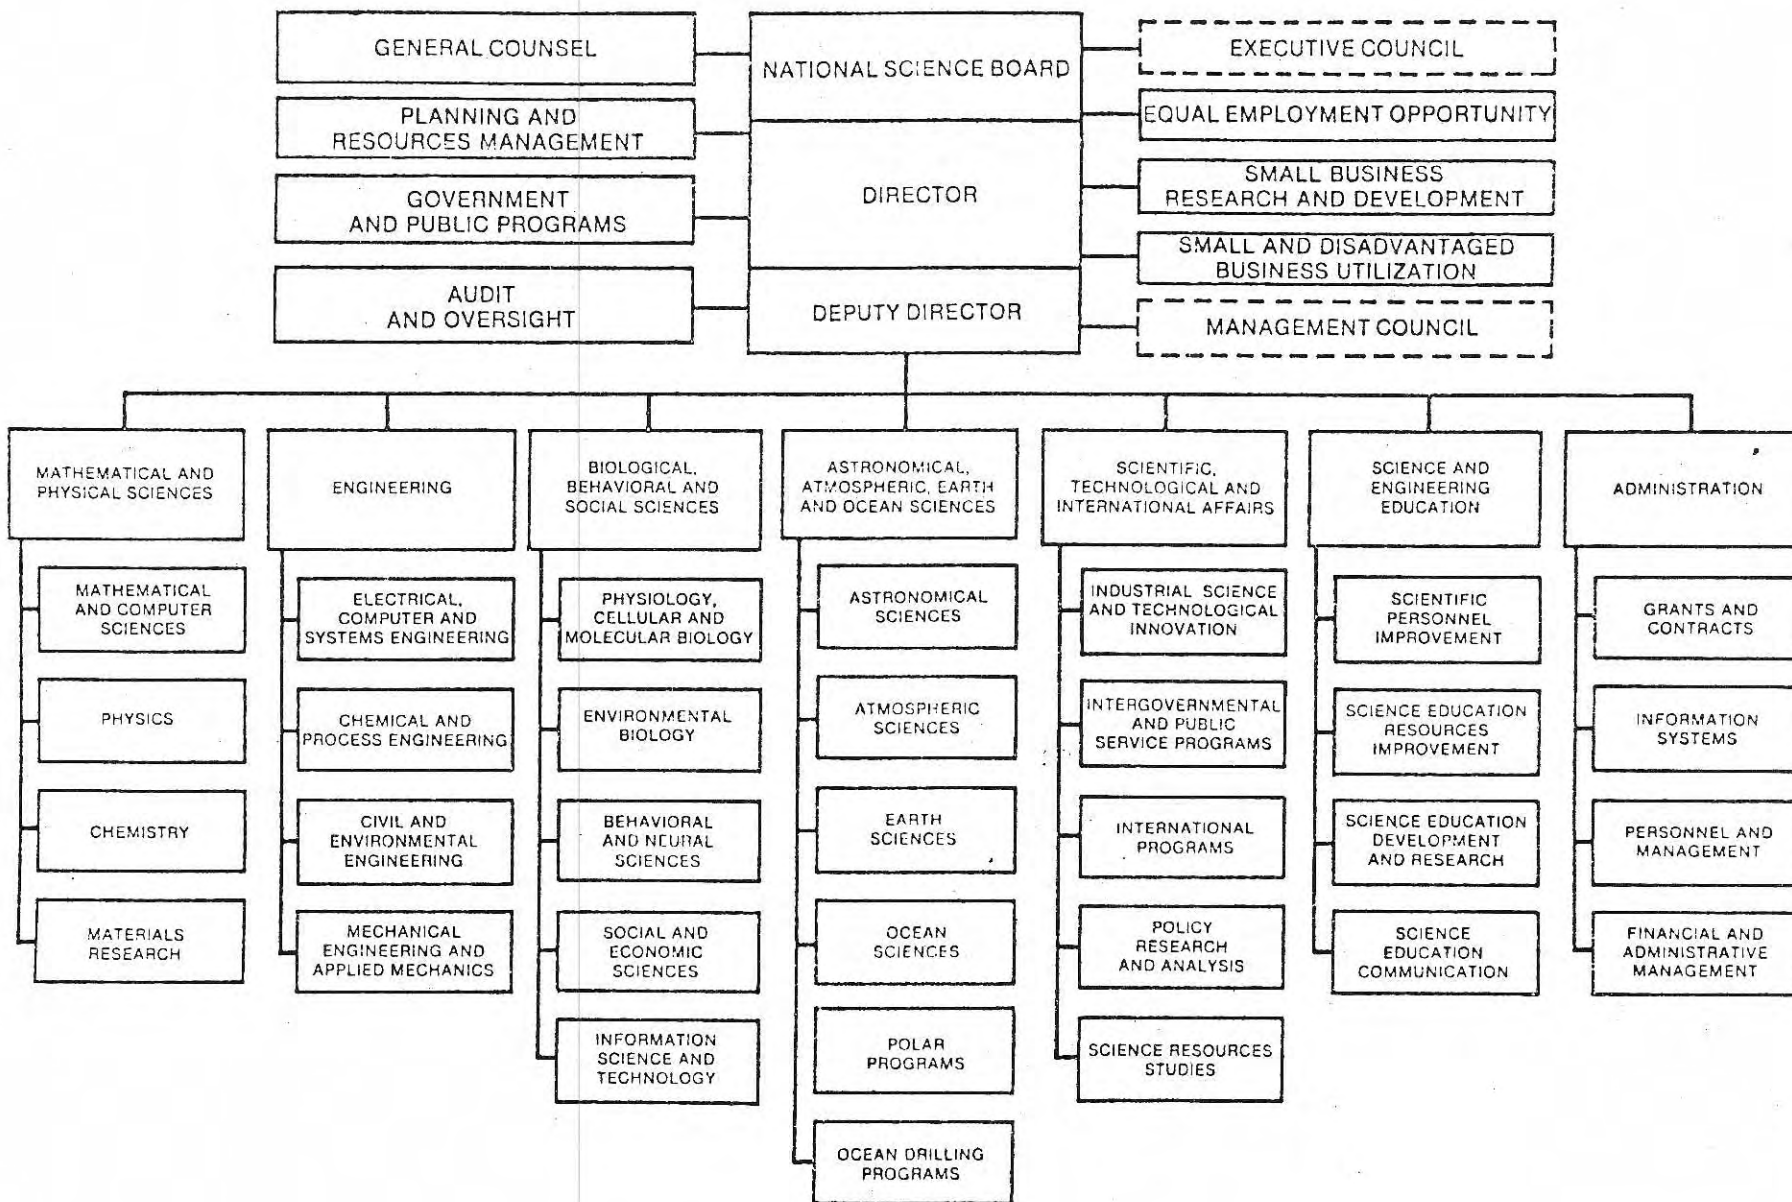 GENERAL COUNSEL
PLANNING AND
RESOURCES MANAGEMENT
GOVERNMENT
AND PUBLIC PROGRAMS
AUDIT
AND OVERSIGHT
NATIONAL SCIENCE BOARD
DIRECTOR
DEPUTY DIRECTOR
EXECUTIVE COUNCIL
EQUAL EMPLOYMENT OPPORTUNITY
SMALL BUSINESS
RESEARCH AND DEVELOPMENT
SMALL AND DISADVANTAGED
BUSINESS UTILIZATION
MANAGEMENT COUNCIL
MATHEMATICAL AND
PHYSICAL SCIENCES
MATHEMATICAL
AND COMPUTER
SCIENCES
PHYSICS
CHEMISTRY
MATERIALS
RESEARCH
ENGINEERING
ELECTRICAL,
COMPUTER AND
SYSTEMS ENGINEERING
CHEMICAL AND
PROCESS ENGINEERING
CIVIL AND
ENVIRONMENTAL
ENGINEERING
MECHANICAL
ENGINEERING AND
APPLIED MECHANICS
BIOLOGICAL,
BEHAVIORAL AND
SOCIAL SCIENCES
PHYSIOLOGY,
CELLULAR AND
MOLECULAR BIOLOGY
ENVIRONMENTAL
BIOLOGY
BEHAVIORAL
AND NEURAL
SCIENCES
SOCIAL AND
ECONOMIC
SCIENCES
INFORMATION
SCIENCE AND
TECHNOLOGY
ASTRONOMICAL,
ATMOSPHERIC, EARTH
AND OCEAN SCIENCES
ASTRONOMICAL
SCIENCES
ATMOSPHERIC
SCIENCES
EARTH
SCIENCES
OCEAN
SCIENCES
POLAR
PROGRAMS
OCEAN DRILLING
PROGRAMS
SCIENTIFIC,
TECHNOLOGICAL AND
INTERNATIONAL AFFAIRS
INDUSTRIAL SCIENCE
AND TECHNOLOGICAL
INNOVATION
INTERGOVERNMENTAL
AND PUBLIC
SERVICE PROGRAMS
INTERNATIONAL
PROGRAMS
POLICY
RESEARCH
AND ANALYSIS
SCIENCE RESOURCES
STUDIES
SCIENCE AND
ENGINEERING
EDUCATION
SCIENTIFIC
PERSONNEL
IMPROVEMENT
SCIENCE EDUCATION
RESOURCES
IMPROVEMENT
SCIENCE EDUCATION
DEVELOPMENT
AND RESEARCH
SCIENCE
EDUCATION
COMMUNICATION
ADMINISTRATION
GRANTS AND
CONTRACTS
INFORMATION
SYSTEMS
PERSONNEL AND
MANAGEMENT
FINANCIAL AND
ADMINISTRATIVE
MANAGEMENT